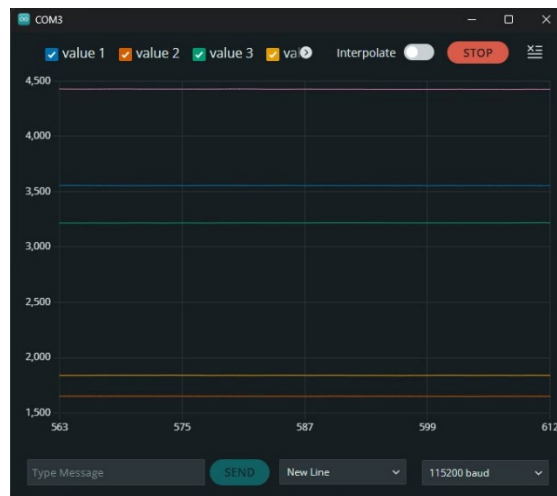 COM3
value 1 value 2 value 3 va Interpolate STOP
4,500
4,000
3,500
3,000
2,500
2,000
1,500
563 575 587 599 612
Type Message SEND New Line 115200 baud